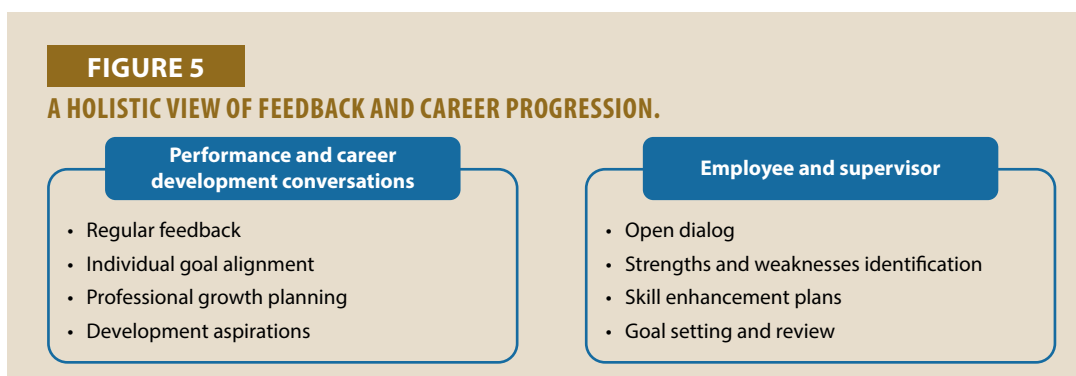 FIGURE 5
A HOLISTIC VIEW OF FEEDBACK AND CAREER PROGRESSION.
Performance and career
development conversations
• Regular feedback
• Individual goal alignment
• Professional growth planning
• Development aspirations
Employee and supervisor
• Open dialog
• Strengths and weaknesses identification
• Skill enhancement plans
• Goal setting and review